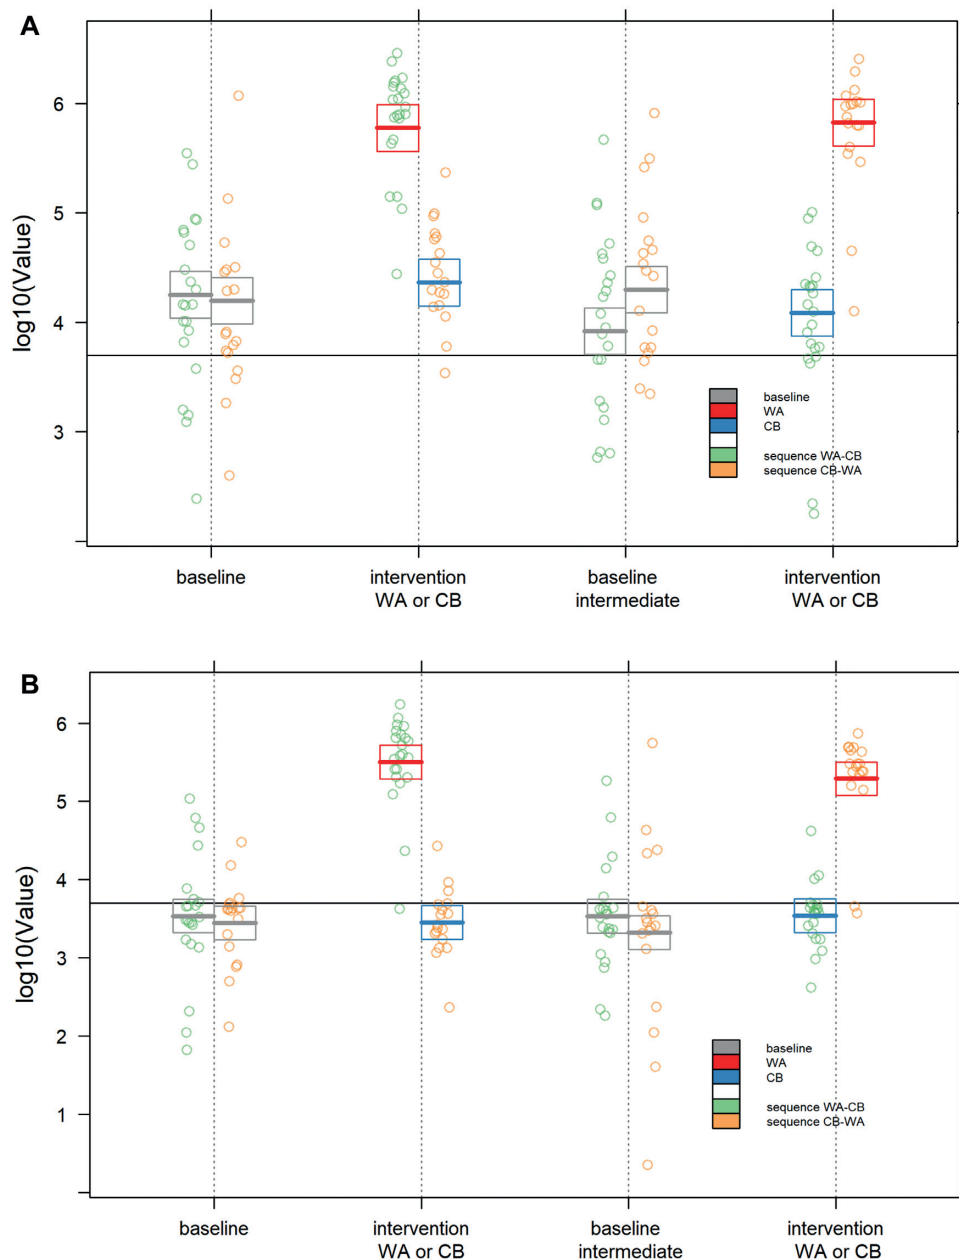 A
log10(Value)
6
5
4
3
baseline
WA
CB
sequence WA-CB
sequence CB-WA
baseline
intervention
WA or CB
baseline
intermediate
intervention
WA or CB
B
log10(Value)
6
5
4
3
2
1
baseline
WA
CB
sequence WA-CB
sequence CB-WA
baseline
intervention
WA or CB
baseline
intermediate
intervention
WA or CB